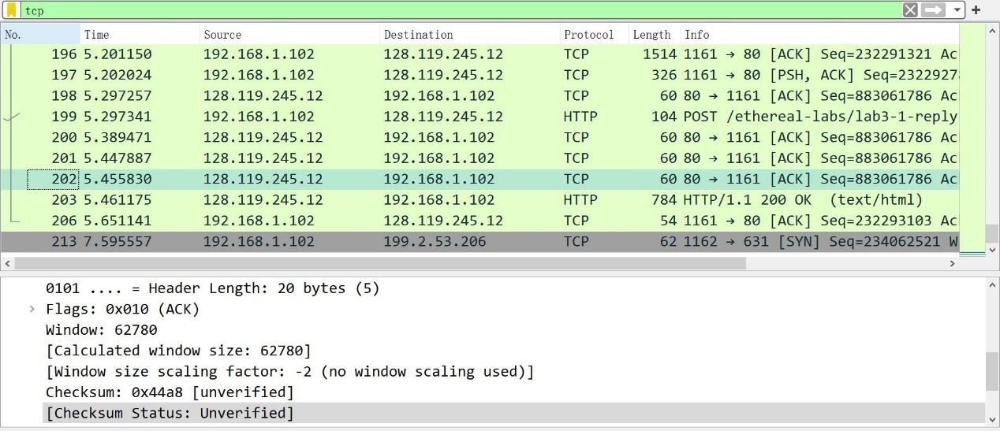 tcp
No. Time Source Destination Protocol Length Info
196 5.201150 192.168.1.102 128.119.245.12 TCP 1514 1161 → 80 [ACK] Seq=232291321 Ac
197 5.202024 192.168.1.102 128.119.245.12 TCP 326 1161 → 80 [PSH, ACK] Seq=23229278
198 5.297257 128.119.245.12 192.168.1.102 TCP 60 80 → 1161 [ACK] Seq=883061786 Ac
199 5.297341 192.168.1.102 128.119.245.12 HTTP 104 POST /ethereal-labs/lab3-1-reply
200 5.389471 128.119.245.12 192.168.1.102 TCP 60 80 → 1161 [ACK] Seq=883061786 Ac
201 5.447887 128.119.245.12 192.168.1.102 TCP 60 80 → 1161 [ACK] Seq=883061786 Ac
202 5.455830 128.119.245.12 192.168.1.102 TCP 60 80 → 1161 [ACK] Seq=883061786 Ac
203 5.461175 128.119.245.12 192.168.1.102 HTTP 784 HTTP/1.1 200 OK (text/html)
206 5.651141 192.168.1.102 128.119.245.12 TCP 54 1161 → 80 [ACK] Seq=232293103 Ac
213 7.595557 192.168.1.102 199.2.53.206 TCP 62 1162 → 631 [SYN] Seq=234062521 W
0101 .... = Header Length: 20 bytes (5)
Flags: 0x010 (ACK)
Window: 62780
[Calculated window size: 62780]
[Window size scaling factor: -2 (no window scaling used)]
Checksum: 0x44a8 [unverified]
[Checksum Status: Unverified]